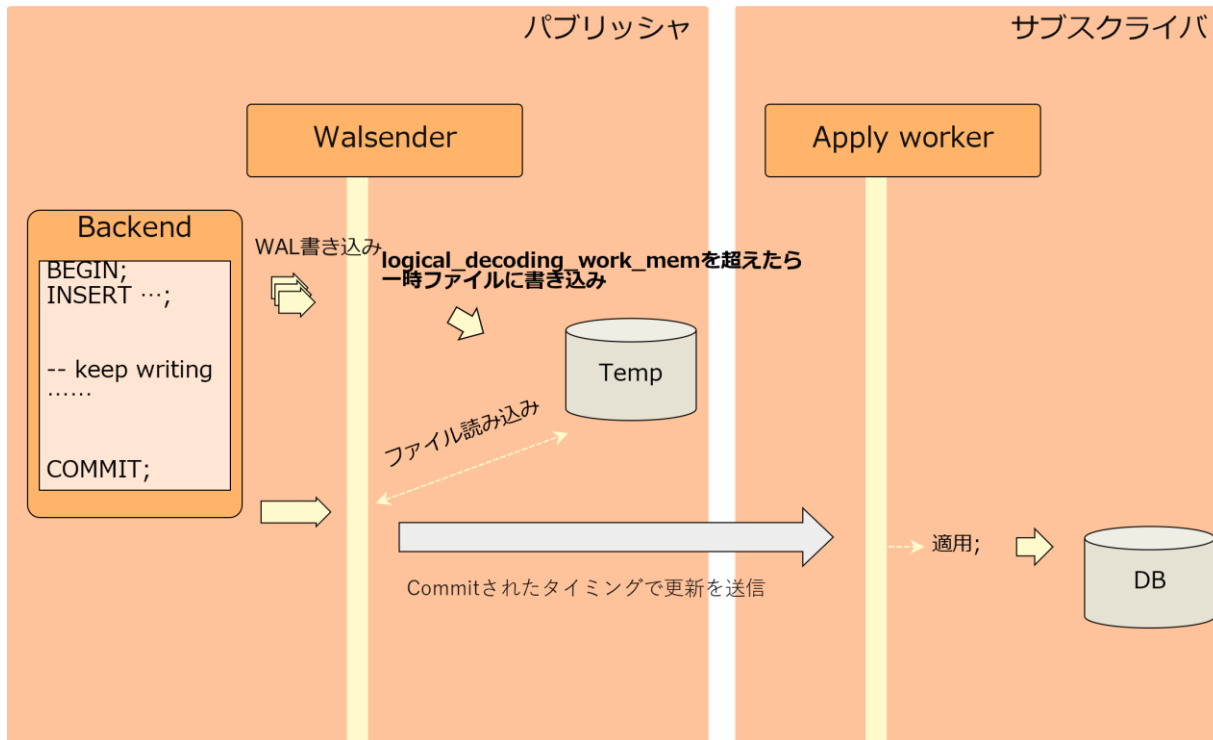 パブリッシャ
サブスクライバ
Walsender
Apply worker
Backend
BEGIN;
INSERT …;
-- keep writing
……
COMMIT;
WAL書き込み
logical_decoding_work_memを超えたら
一時ファイルに書き込み
Temp
ファイル読み込み
Commitされたタイミングで更新を送信
適用;
DB